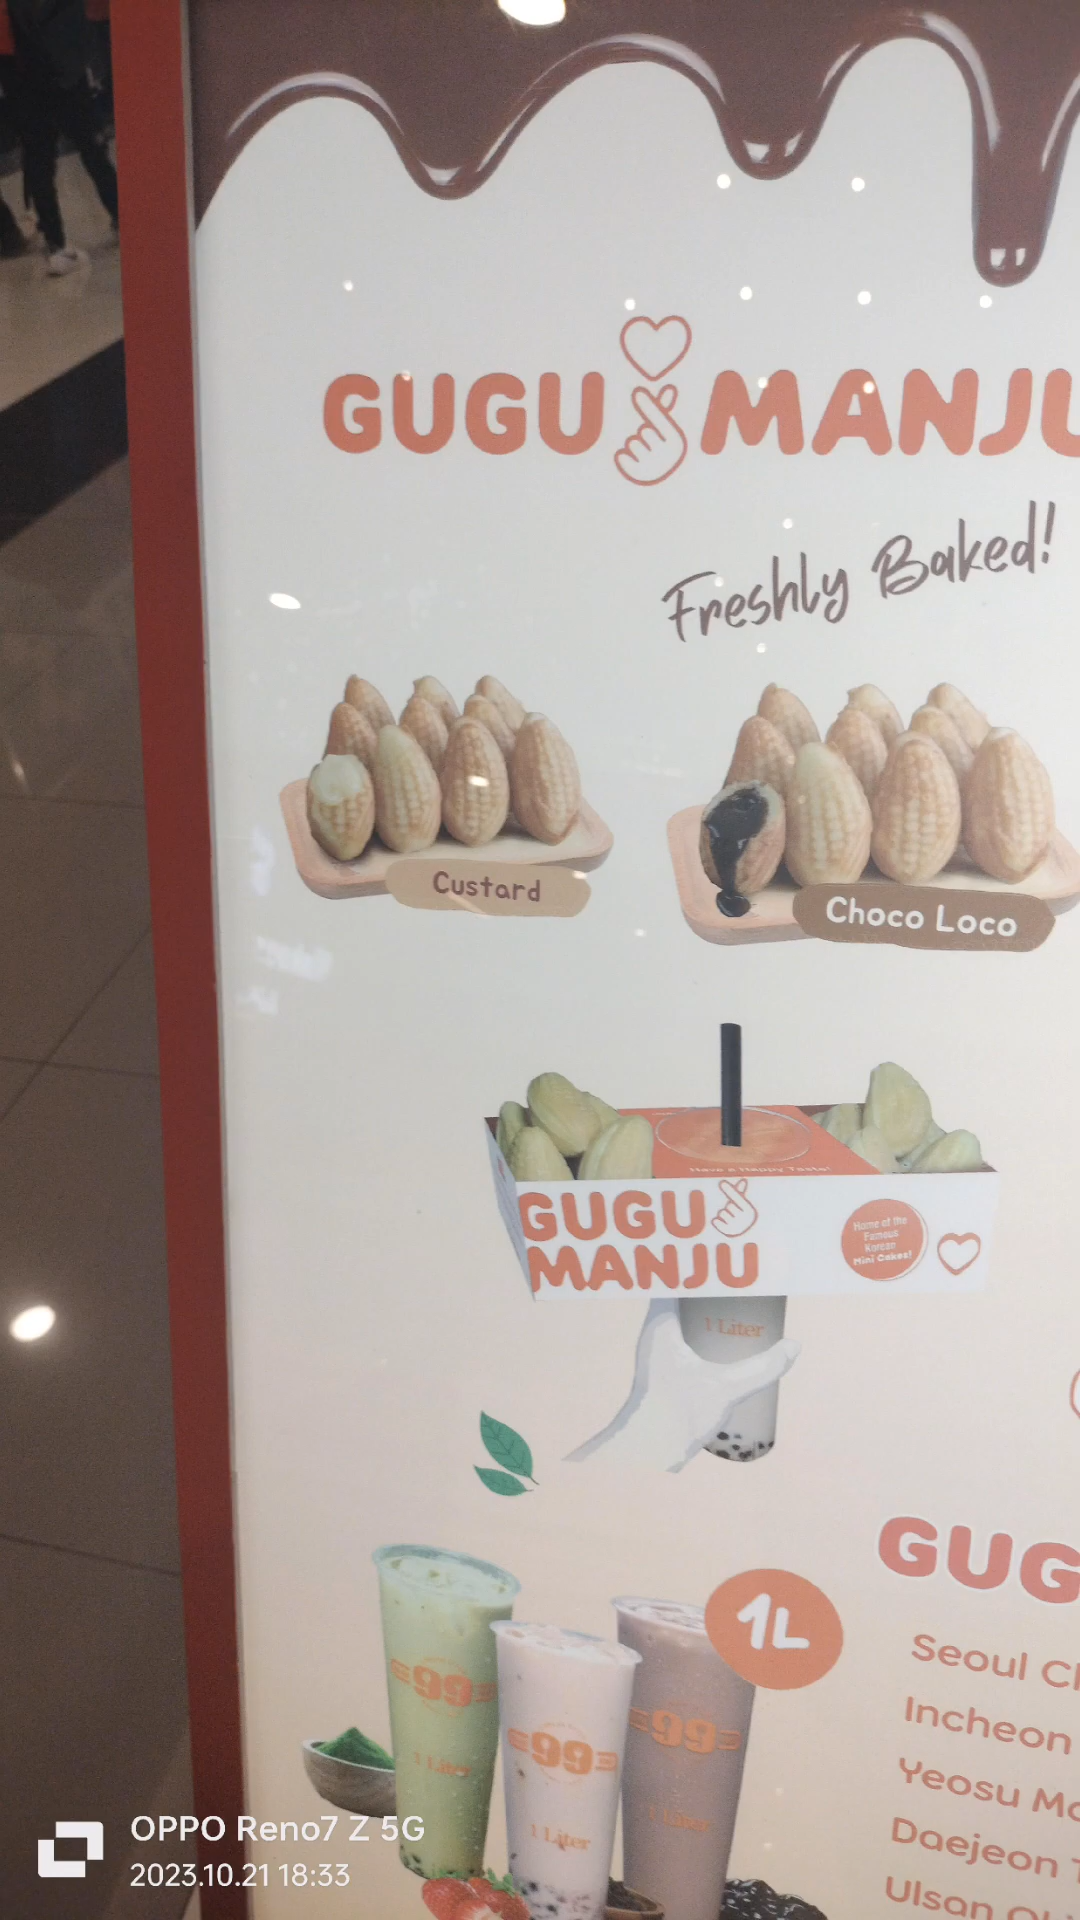 GUGU MANJU
Freshly Baked!
Custard
Choco Loco
Have a Happy Taste!
GUGU
MANJU
Home of the
Famous
Korean
Mini Cakes!
1 Liter
1L
99
1 Liter
99
1 Liter
99
1 Liter
GUG
Seoul
Incheon
Yeosu
Daejeon
Ulsan
OPPO Reno7 Z 5G
2023.10.21 18:33